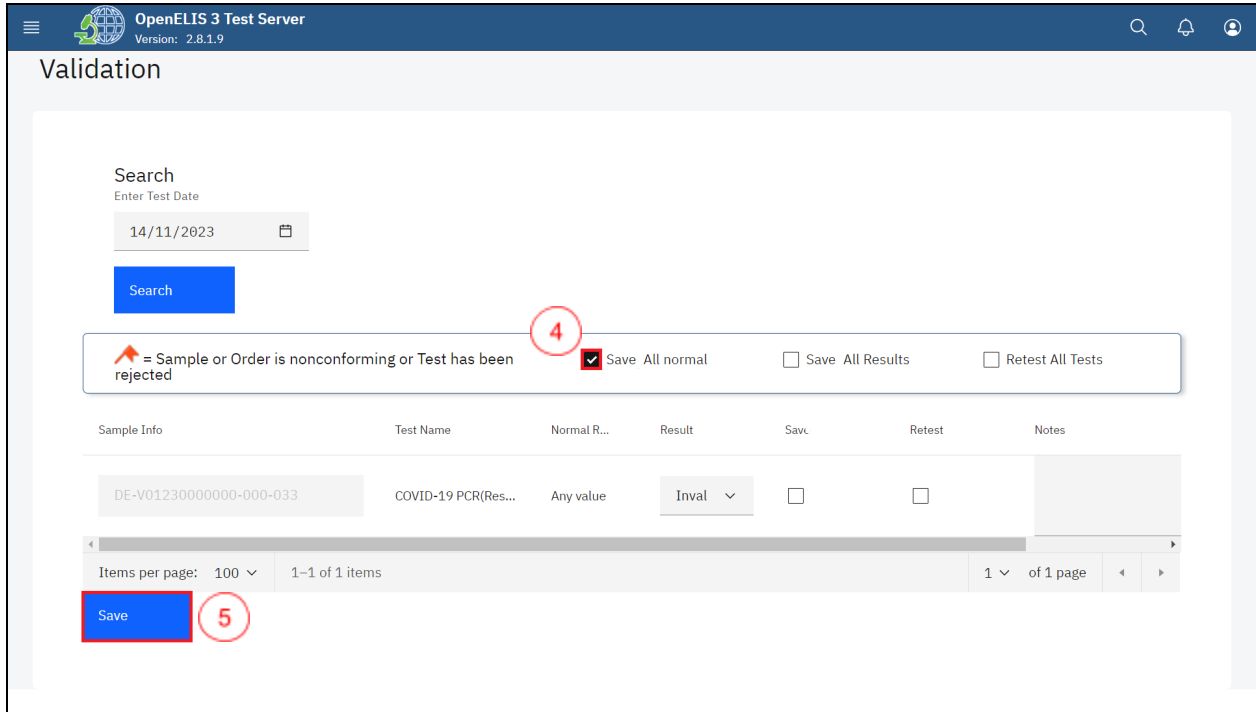 OpenELIS 3 Test Server
Version: 2.8.1.9
Validation
Search
Enter Test Date
14/11/2023
Search
4
= Sample or Order is nonconforming or Test has been rejected
Save All normal
Save All Results
Retest All Tests
Sample Info Test Name Normal R... Result Save Retest Notes
DE-V01230000000-000-033 COVID-19 PCR(Res... Any value Inval
Items per page: 100 1–1 of 1 items 1 of 1 page
Save 5